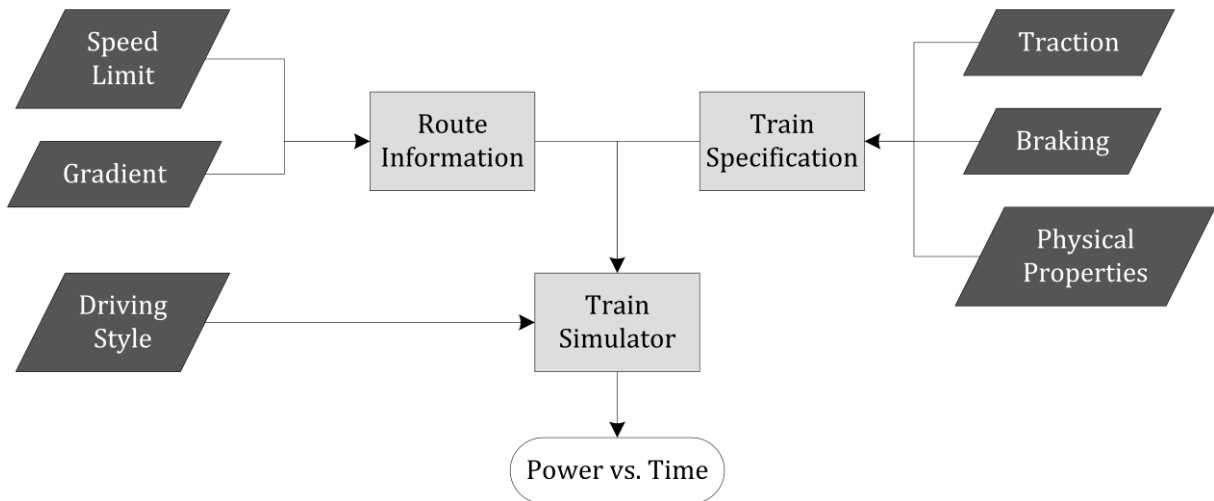 Speed
Limit
Traction
Route
Information
Train
Specification
Braking
Gradient
Physical
Properties
Driving
Style
Train
Simulator
Power vs. Time